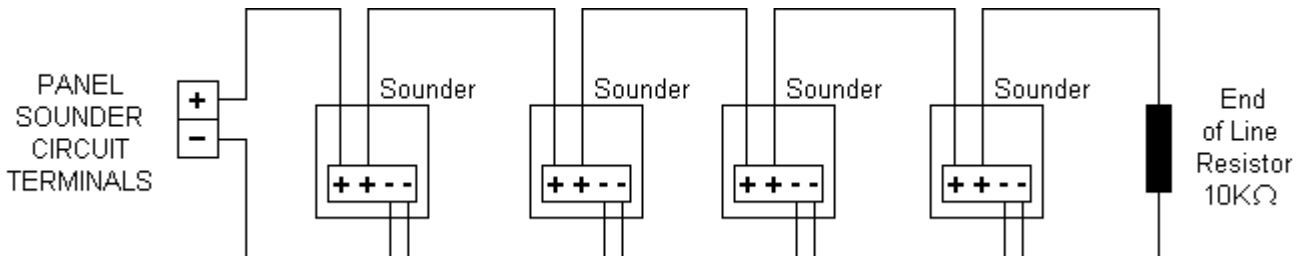 PANEL
SOUNDER
CIRCUIT
TERMINALS
+
-
Sounder
+ + - -
Sounder
+ + - -
Sounder
+ + - -
Sounder
+ + - -
End
of Line
Resistor
10KΩ